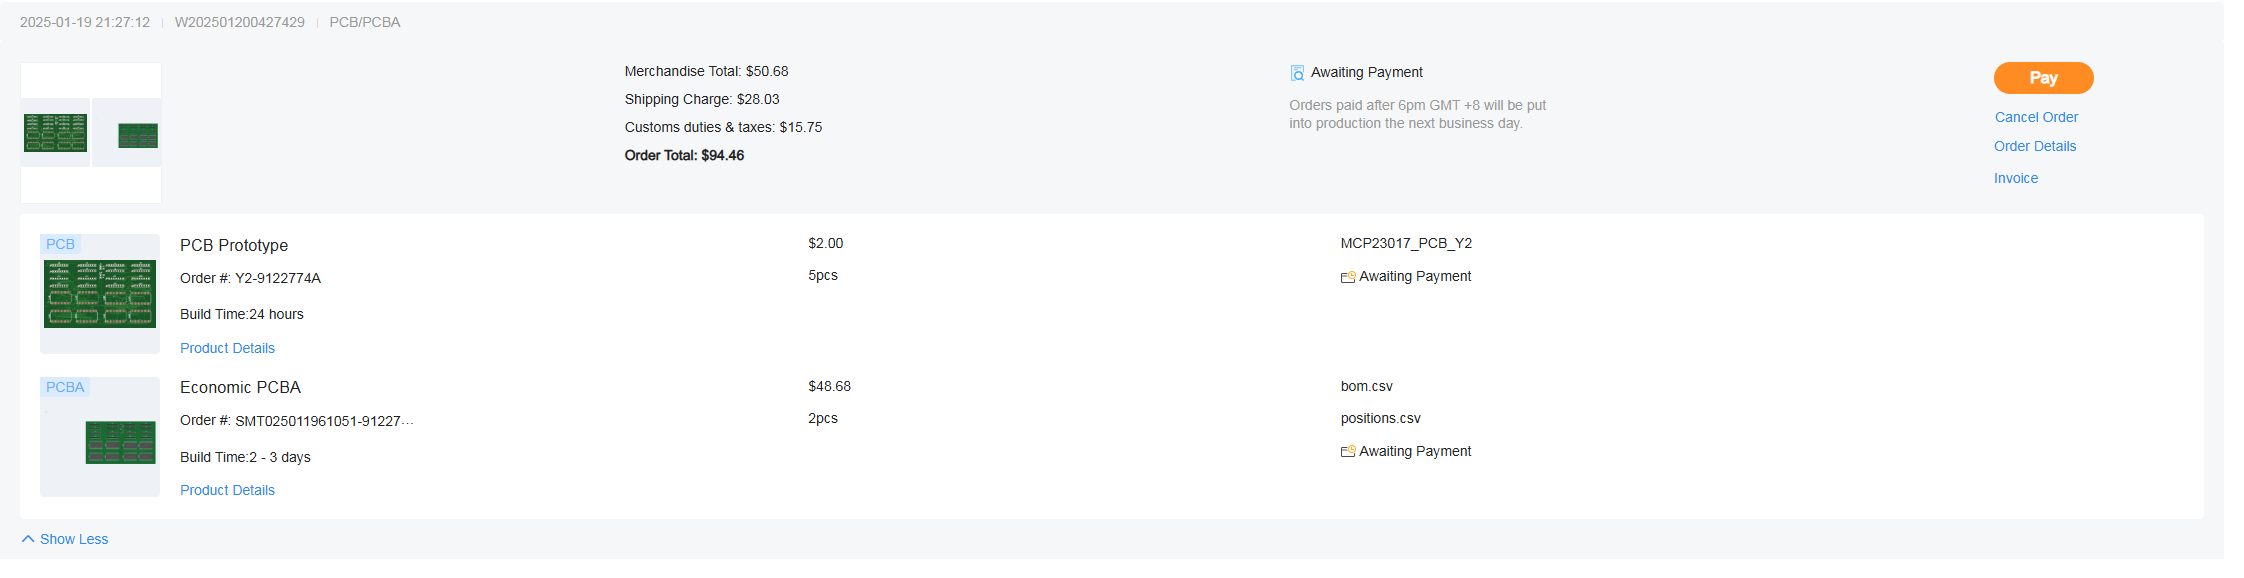 2025-01-19 21:27:12 | W202501200427429 | PCB/PCBA
Merchandise Total: $50.68
Shipping Charge: $28.03
Customs duties & taxes: $15.75
Order Total: $94.46
Awaiting Payment
Orders paid after 6pm GMT +8 will be put
into production the next business day.
Pay
Cancel Order
Order Details
Invoice
PCB
PCB Prototype
Order #: Y2-9122774A
Build Time:24 hours
Product Details
$2.00
5pcs
MCP23017_PCB_Y2
Awaiting Payment
PCBA
Economic PCBA
Order #: SMT025011961051-91227...
Build Time:2 - 3 days
Product Details
$48.68
2pcs
bom.csv
positions.csv
Awaiting Payment
Show Less